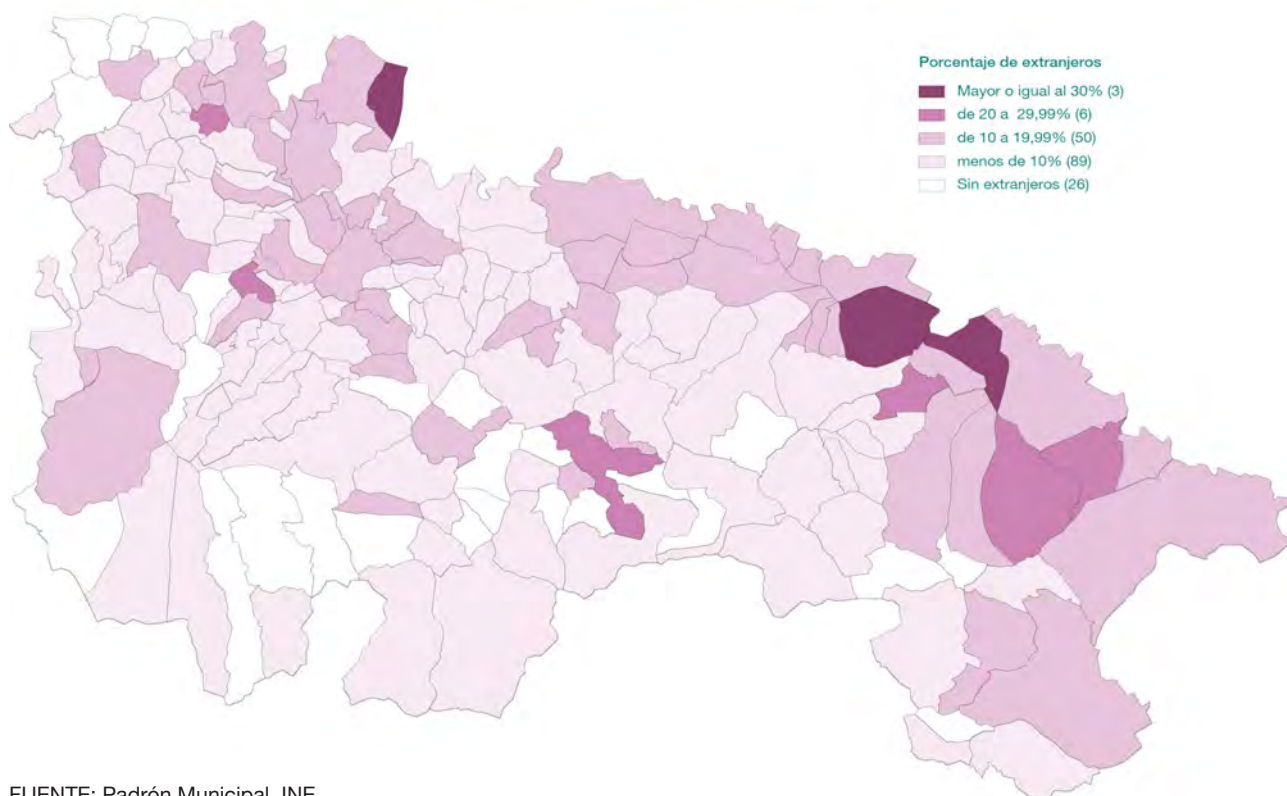 Porcentaje de extranjeros
Mayor o igual al 30% (3)
de 20 a 29,99% (6)
de 10 a 19,99% (50)
menos de 10% (89)
Sin extranjeros (26)
FUENTE: Padrón Municipal. INE